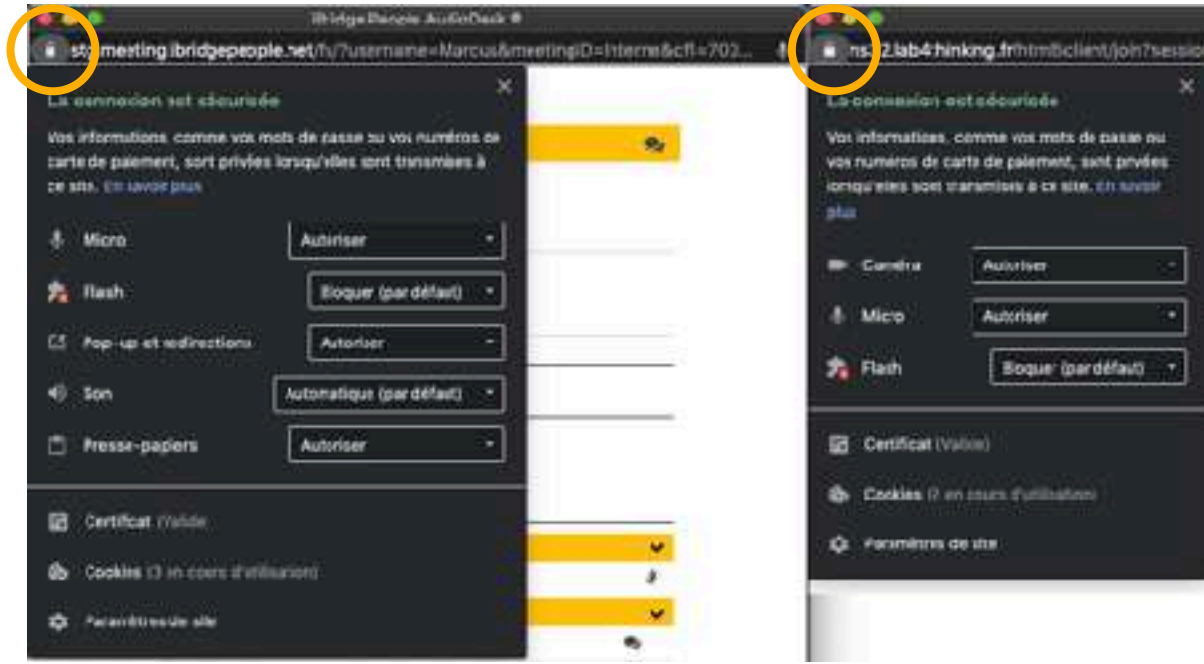 iBridge People AudioDesk
meeting.ibridgepeople.net/fv/?username=Marcus&meetingID=Interne&cfl=702...
La connexion est sécurisée
Vos informations, comme vos mots de passe ou vos numéros de
carte de paiement, sont privées lorsqu'elles sont transmises à
ce site. En savoir plus
Micro Autoriser
Flash Bloquer (par défaut)
Pop-up et redirections Autoriser
Son Automatique (par défaut)
Presse-papiers Autoriser
Certificat (Valide)
Cookies (3 en cours d'utilisation)
Paramètres de site
La connexion est sécurisée
Vos informations, comme vos mots de passe ou
vos numéros de carte de paiement, sont privées
lorsqu'elles sont transmises à ce site. En savoir
plus
Caméra Autoriser
Micro Autoriser
Flash Bloquer (par défaut)
Certificat (Valide)
Cookies (2 en cours d'utilisation)
Paramètres de site